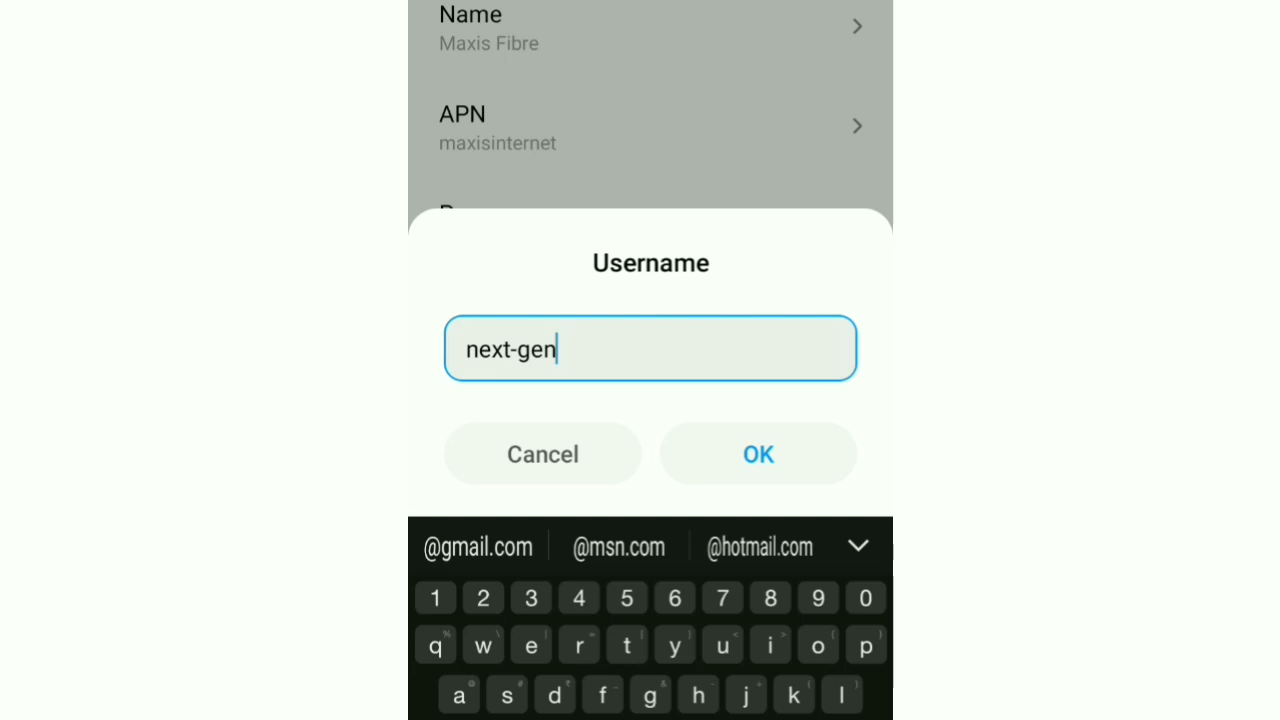 Name
Maxis Fibre
APN
maxisinternet
Username
next-gen
Cancel OK
@gmail.com @msn.com @hotmail.com
1 2 3 4 5 6 7 8 9 0
q w e r t y u i o p
a s d f g h j k l